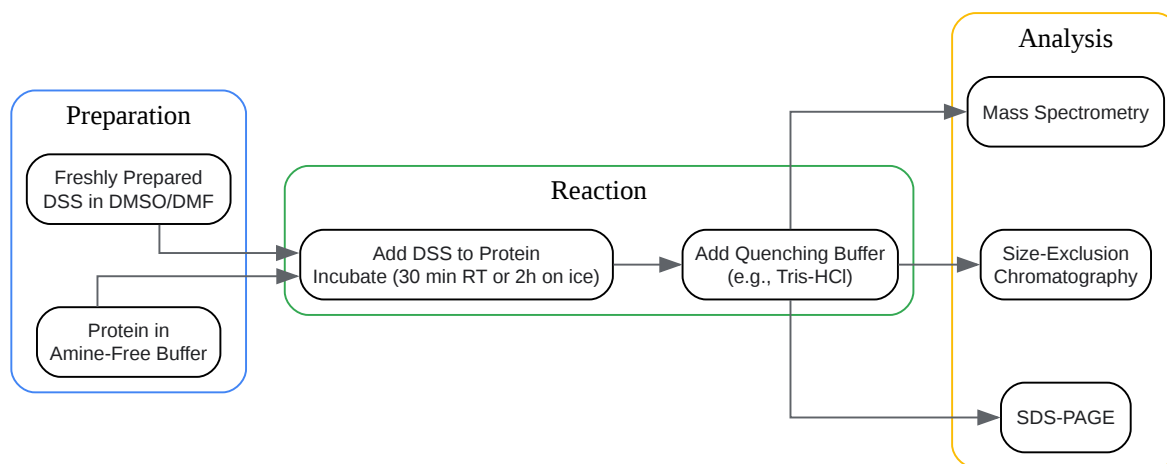 Preparation
Freshly Prepared
DSS in DMSO/DMF
Protein in
Amine-Free Buffer
Reaction
Add DSS to Protein
Incubate (30 min RT or 2h on ice)
Add Quenching Buffer
(e.g., Tris-HCl)
Analysis
Mass Spectrometry
Size-Exclusion
Chromatography
SDS-PAGE